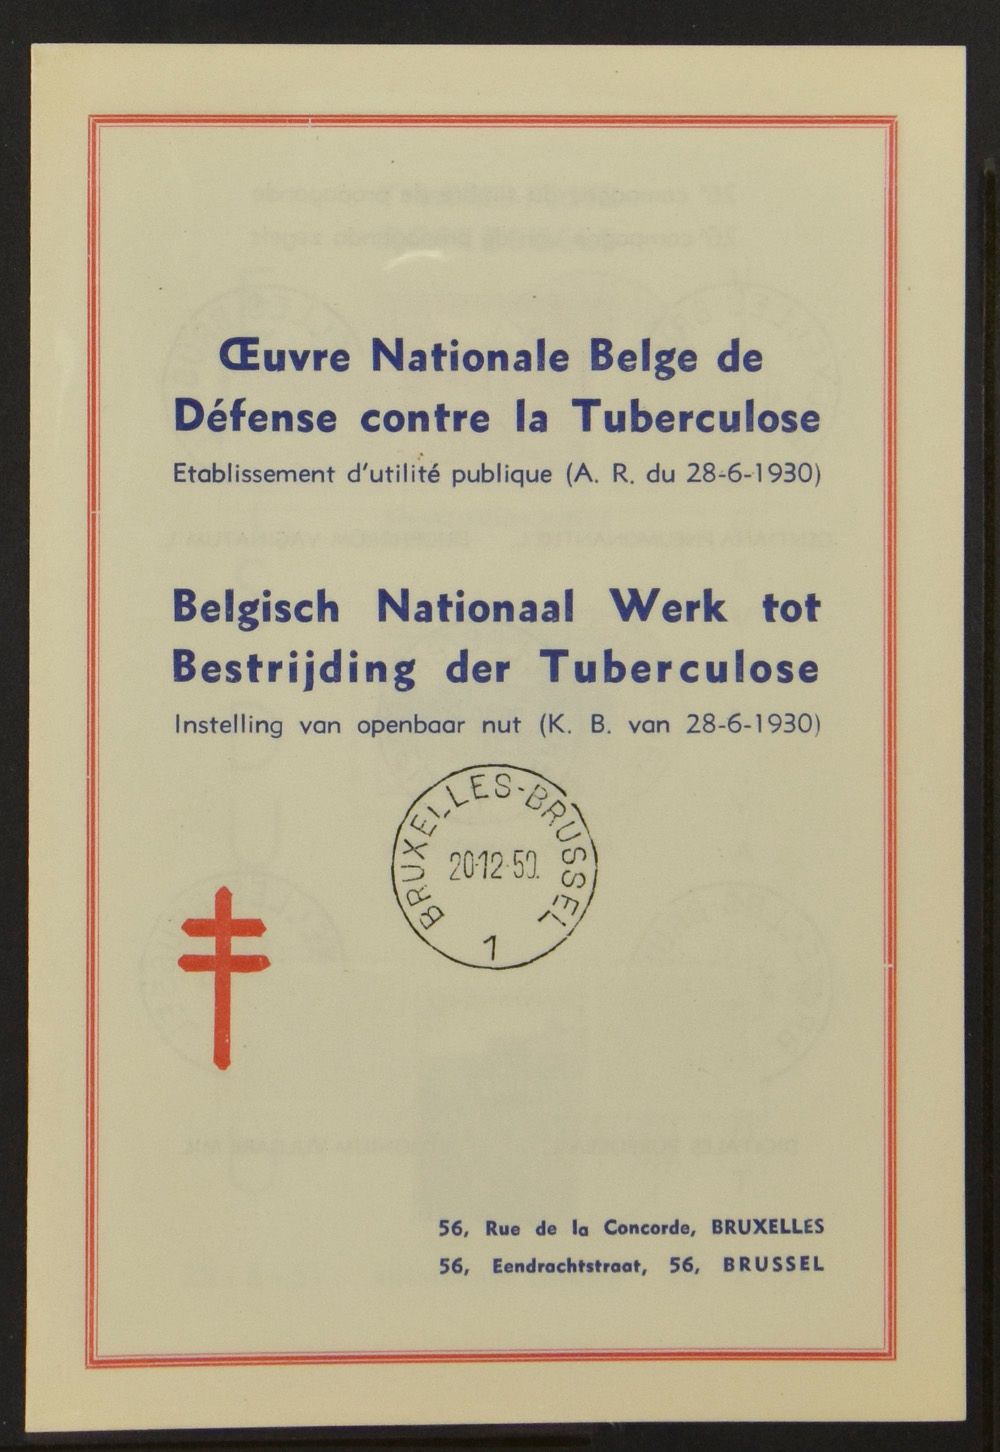 Œuvre Nationale Belge de
Défense contre la Tuberculose
Etablissement d'utilité publique (A. R. du 28-6-1930)
Belgisch Nationaal Werk tot
Bestrijding der Tuberculose
Instelling van openbaar nut (K. B. van 28-6-1930)
BRUXELLES-BRUSSEL
20-12-50.
1
56, Rue de la Concorde, BRUXELLES
56, Eendrachtstraat, 56, BRUSSEL